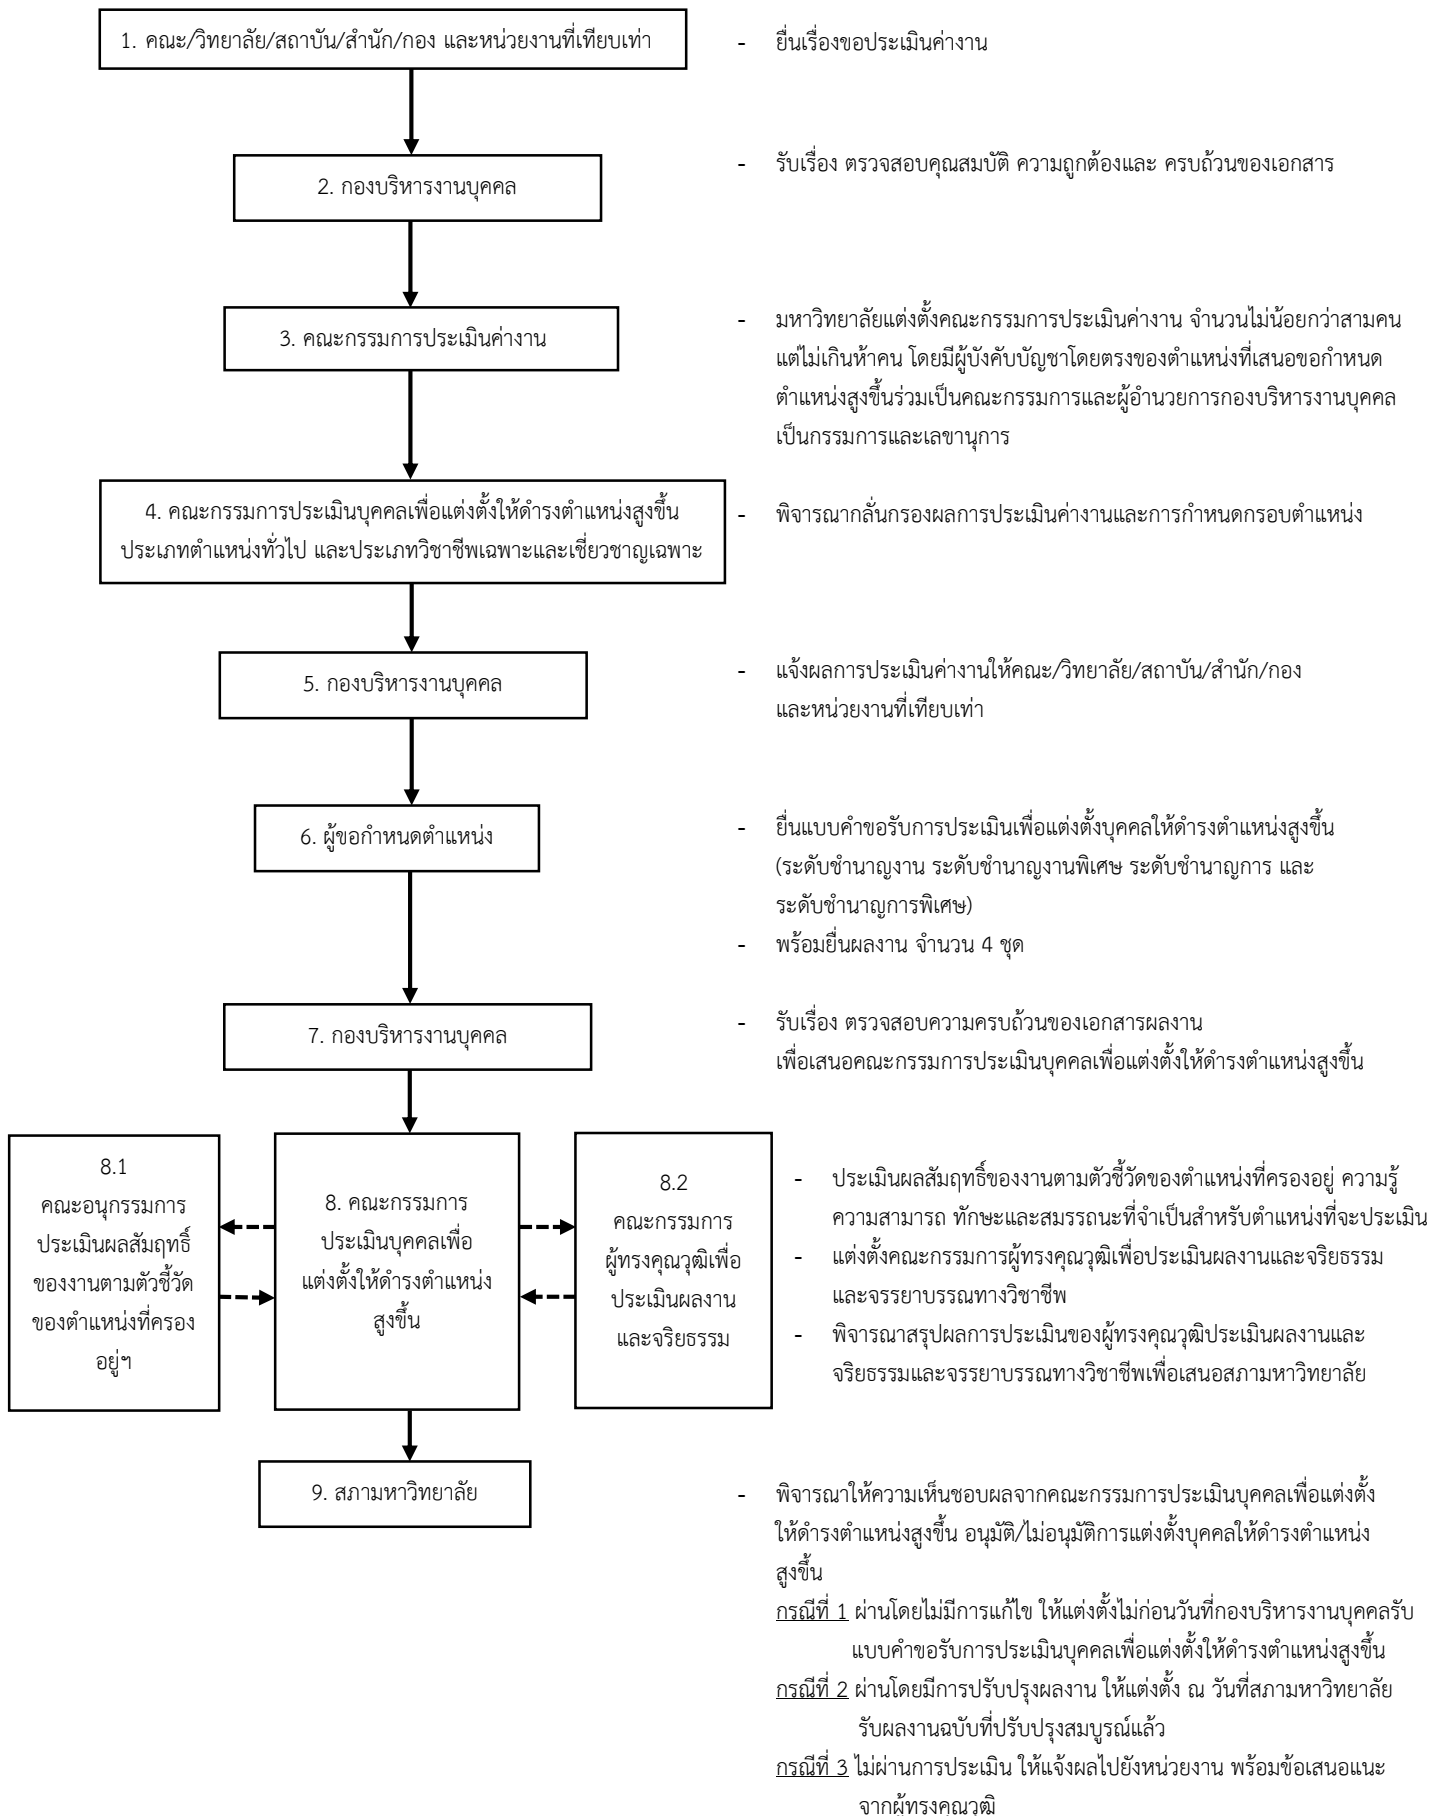 1. คณะ/วิทยาลัย/สถาบัน/สำนัก/กอง และหน่วยงานที่เทียบเท่า
- ยื่นเรื่องขอประเมินค่างาน
2. กองบริหารงานบุคคล
- รับเรื่อง ตรวจสอบคุณสมบัติ ความถูกต้องและ ครบถ้วนของเอกสาร
3. คณะกรรมการประเมินค่างาน
- มหาวิทยาลัยแต่งตั้งคณะกรรมการประเมินค่างาน จำนวนไม่น้อยกว่าสามคน
แต่ไม่เกินห้าคน โดยมีผู้บังคับบัญชาโดยตรงของตำแหน่งที่เสนอขอกำหนด
ตำแหน่งสูงขึ้นร่วมเป็นคณะกรรมการและผู้อำนวยการกองบริหารงานบุคคล
เป็นกรรมการและเลขานุการ
4. คณะกรรมการประเมินบุคคลเพื่อแต่งตั้งให้ดำรงตำแหน่งสูงขึ้น
ประเภทตำแหน่งทั่วไป และประเภทวิชาชีพเฉพาะและเชี่ยวชาญเฉพาะ
- พิจารณากลั่นกรองผลการประเมินค่างานและการกำหนดกรอบตำแหน่ง
5. กองบริหารงานบุคคล
- แจ้งผลการประเมินค่างานให้คณะ/วิทยาลัย/สถาบัน/สำนัก/กอง
และหน่วยงานที่เทียบเท่า
6. ผู้ขอกำหนดตำแหน่ง
- ยื่นแบบคำขอรับการประเมินเพื่อแต่งตั้งบุคคลให้ดำรงตำแหน่งสูงขึ้น
(ระดับชำนาญงาน ระดับชำนาญงานพิเศษ ระดับชำนาญการ และ
ระดับชำนาญการพิเศษ)
- พร้อมยื่นผลงาน จำนวน 4 ชุด
7. กองบริหารงานบุคคล
- รับเรื่อง ตรวจสอบความครบถ้วนของเอกสารผลงาน
เพื่อเสนอคณะกรรมการประเมินบุคคลเพื่อแต่งตั้งให้ดำรงตำแหน่งสูงขึ้น
8.1
คณะอนุกรรมการ
ประเมินผลสัมฤทธิ์
ของงานตามตัวชี้วัด
ของตำแหน่งที่ครอง
อยู่ฯ
8. คณะกรรมการ
ประเมินบุคคลเพื่อ
แต่งตั้งให้ดำรงตำแหน่ง
สูงขึ้น
8.2
คณะกรรมการ
ผู้ทรงคุณวุฒิเพื่อ
ประเมินผลงาน
และจริยธรรม
- ประเมินผลสัมฤทธิ์ของงานตามตัวชี้วัดของตำแหน่งที่ครองอยู่ ความรู้
ความสามารถ ทักษะและสมรรถนะที่จำเป็นสำหรับตำแหน่งที่จะประเมิน
- แต่งตั้งคณะกรรมการผู้ทรงคุณวุฒิเพื่อประเมินผลงานและจริยธรรม
และจรรยาบรรณทางวิชาชีพ
- พิจารณาสรุปผลการประเมินของผู้ทรงคุณวุฒิประเมินผลงานและ
จริยธรรมและจรรยาบรรณทางวิชาชีพเพื่อเสนอสภามหาวิทยาลัย
9. สภามหาวิทยาลัย
- พิจารณาให้ความเห็นชอบผลจากคณะกรรมการประเมินบุคคลเพื่อแต่งตั้ง
ให้ดำรงตำแหน่งสูงขึ้น อนุมัติ/ไม่อนุมัติการแต่งตั้งบุคคลให้ดำรงตำแหน่ง
สูงขึ้น
กรณีที่ 1 ผ่านโดยไม่มีการแก้ไข ให้แต่งตั้งไม่ก่อนวันที่กองบริหารงานบุคคลรับ
แบบคำขอรับการประเมินบุคคลเพื่อแต่งตั้งให้ดำรงตำแหน่งสูงขึ้น
กรณีที่ 2 ผ่านโดยมีการปรับปรุงผลงาน ให้แต่งตั้ง ณ วันที่สภามหาวิทยาลัย
รับผลงานฉบับที่ปรับปรุงสมบูรณ์แล้ว
กรณีที่ 3 ไม่ผ่านการประเมิน ให้แจ้งผลไปยังหน่วยงาน พร้อมข้อเสนอแนะ
จากผู้ทรงคุณวุฒิ